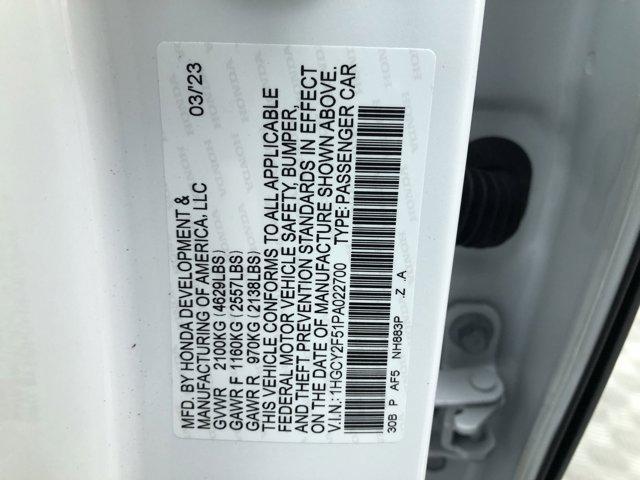 MFD. BY HONDA DEVELOPMENT & 03/'23
MANUFACTURING OF AMERICA, LLC
GVWR 2100KG (4629LBS)
GAWR F 1160KG (2557LBS)
GAWR R 970KG (2138LBS)
THIS VEHICLE CONFORMS TO ALL APPLICABLE
FEDERAL MOTOR VEHICLE SAFETY, BUMPER,
AND THEFT PREVENTION STANDARDS IN EFFECT
ON THE DATE OF MANUFACTURE SHOWN ABOVE.
V.I.N.: 1HGCY2F51PA022700 TYPE: PASSENGER CAR
30B P AF5 NH883P Z A